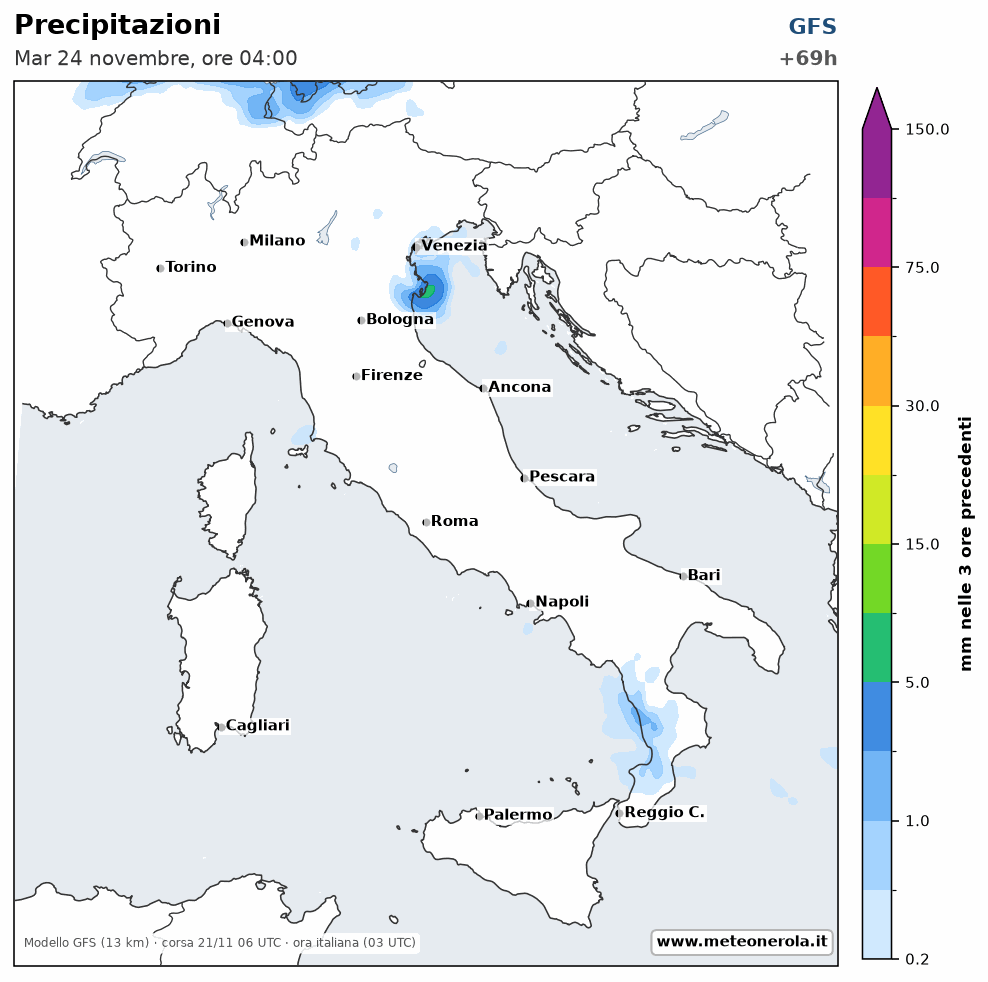 Precipitazioni
GFS
Mar 24 novembre, ore 04:00
+69h
150.0
75.0
30.0
15.0
5.0
1.0
0.2
mm nelle 3 ore precedenti
Milano
Venezia
Torino
Genova
Bologna
Firenze
Ancona
Pescara
Roma
Bari
Napoli
Cagliari
Palermo
Reggio C.
Modello GFS (13 km) · corsa 21/11 06 UTC · ora italiana (03 UTC)
www.meteonerola.it